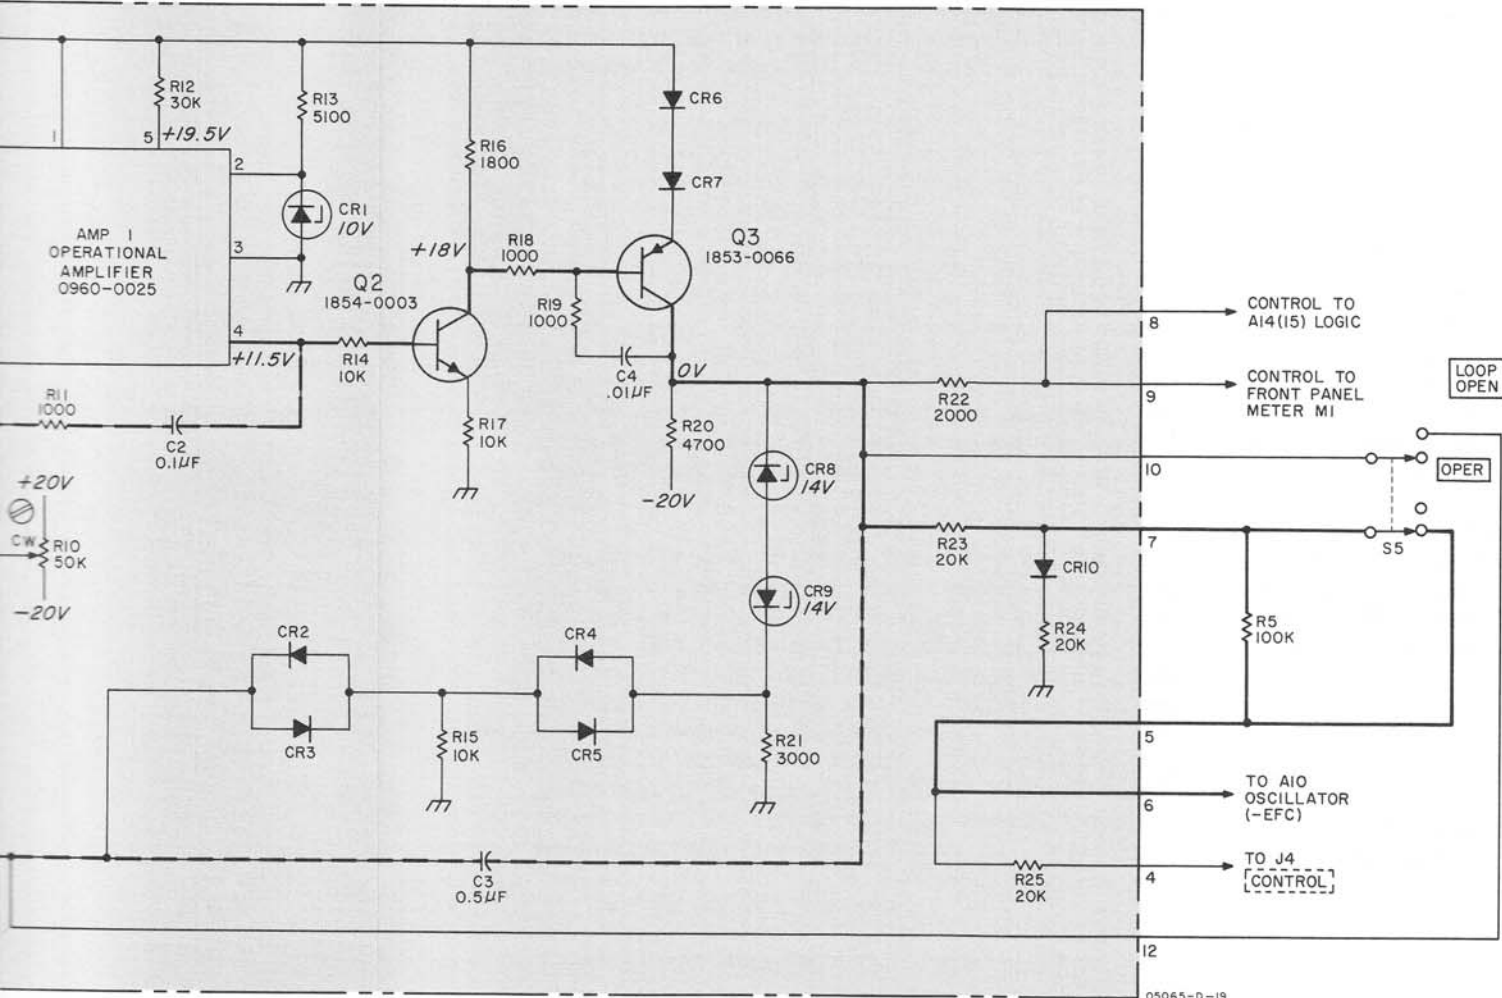 R12
30K
R13
5100
1
5
+19.5V
2
3
4
AMP 1
OPERATIONAL
AMPLIFIER
0960-0025
CR1
10V
+11.5V
R14
10K
Q2
1854-0003
+18V
R16
1800
R17
10K
R18
1000
R19
1000
C4
.01µF
CR6
CR7
Q3
1853-0066
0V
R20
4700
-20V
R11
1000
C2
0.1µF
+20V
CW
R10
50K
-20V
CR8
14V
CR9
14V
R22
2000
8
CONTROL TO
A14(15) LOGIC
9
CONTROL TO
FRONT PANEL
METER M1
LOOP
OPEN
10
OPER
R23
20K
7
S5
CR10
R24
20K
R5
100K
CR2
CR3
R15
10K
CR4
CR5
R21
3000
5
6
TO A10
OSCILLATOR
(-EFC)
4
TO J4
CONTROL
R25
20K
C3
0.5µF
12
05065-D-19